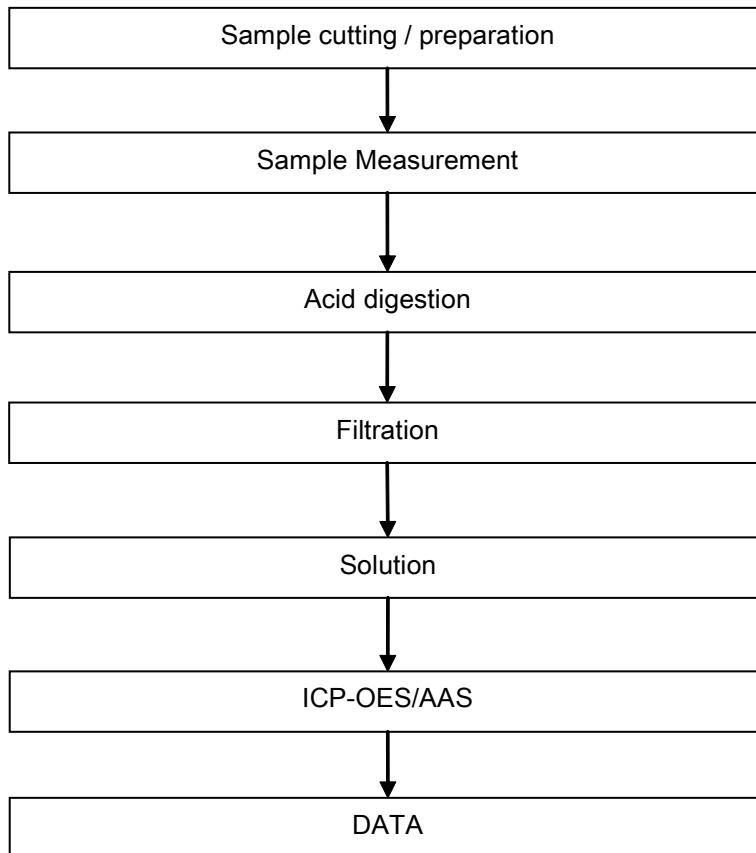 Sample cutting / preparation
Sample Measurement
Acid digestion
Filtration
Solution
ICP-OES/AAS
DATA